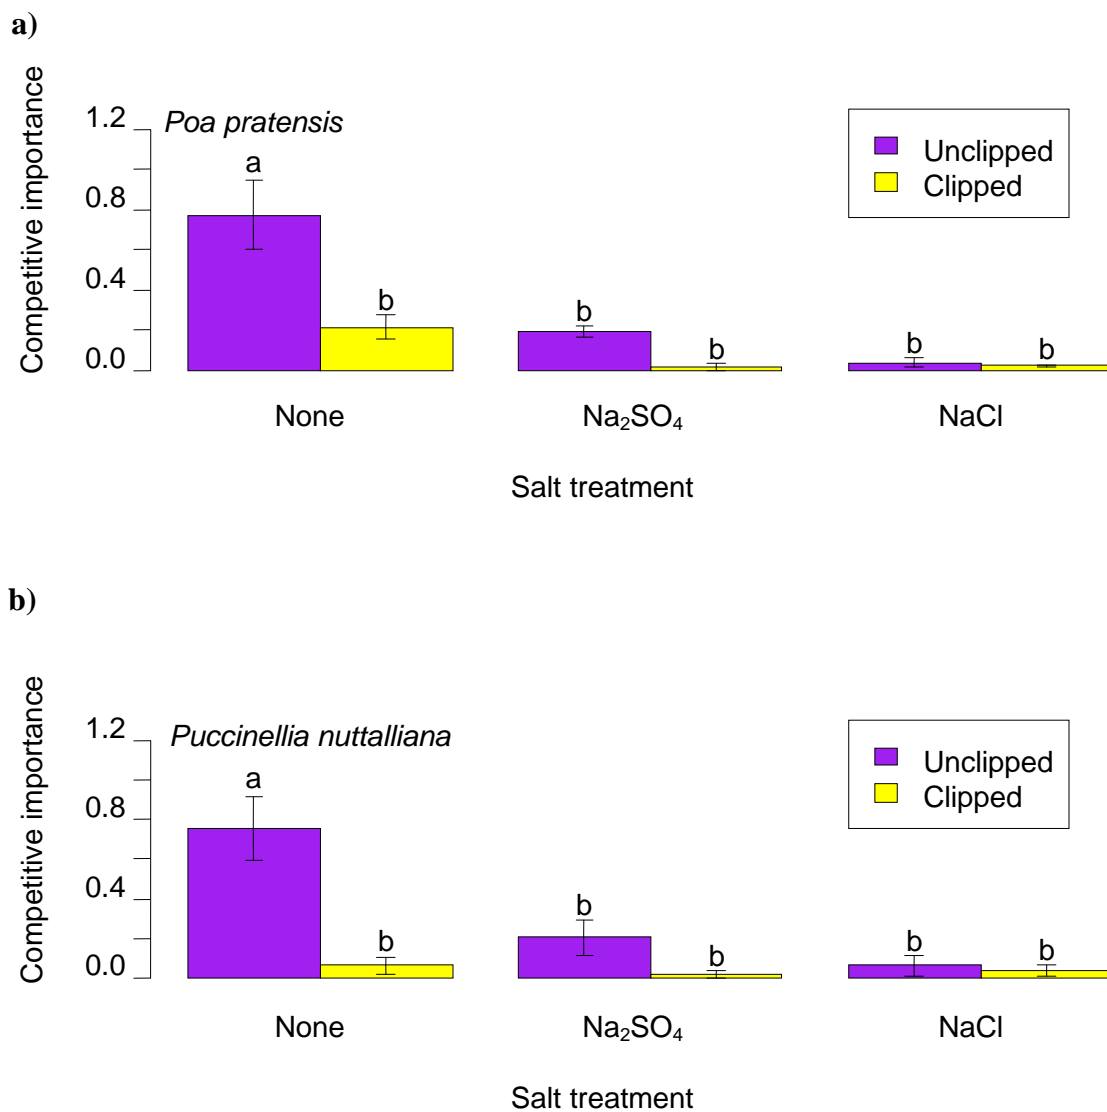 a)
Competitive importance
1.2
0.8
0.4
0.0
Poa pratensis
Unclipped
Clipped
a
b
b
b
b
b
None
Na₂SO₄
NaCl
Salt treatment
b)
Competitive importance
1.2
0.8
0.4
0.0
Puccinellia nuttalliana
Unclipped
Clipped
a
b
b
b
b
b
None
Na₂SO₄
NaCl
Salt treatment